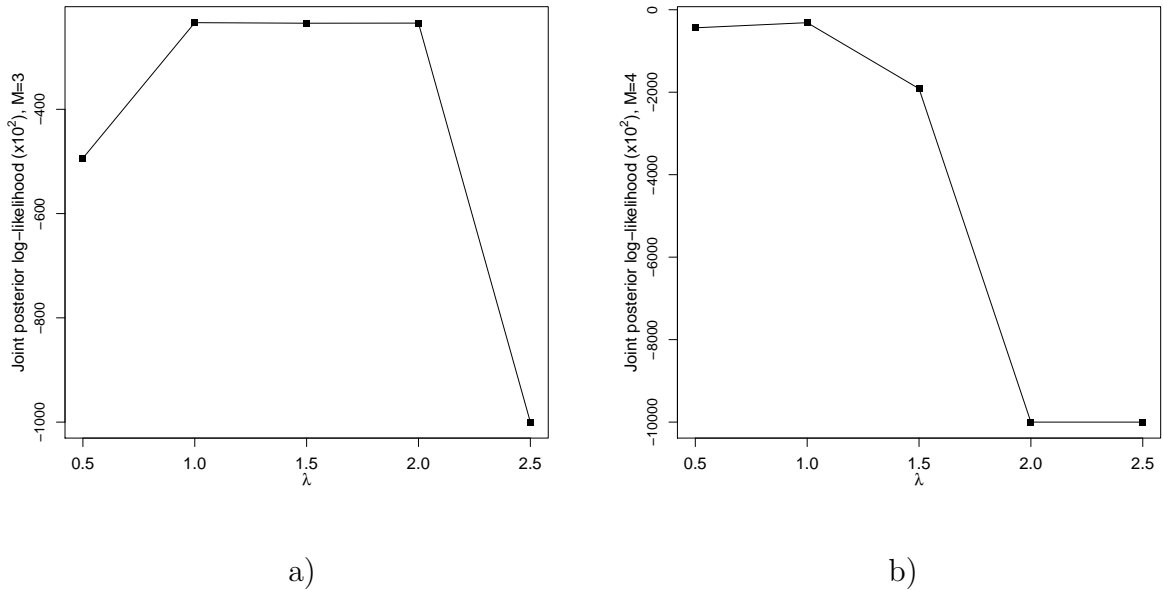 Joint posterior log−likelihood (x10²), M=3
−400
−600
−800
−1000
0.5 1.0 1.5 2.0 2.5
λ
a)
Joint posterior log−likelihood (x10²), M=4
0
−2000
−4000
−6000
−8000
−10000
0.5 1.0 1.5 2.0 2.5
λ
b)